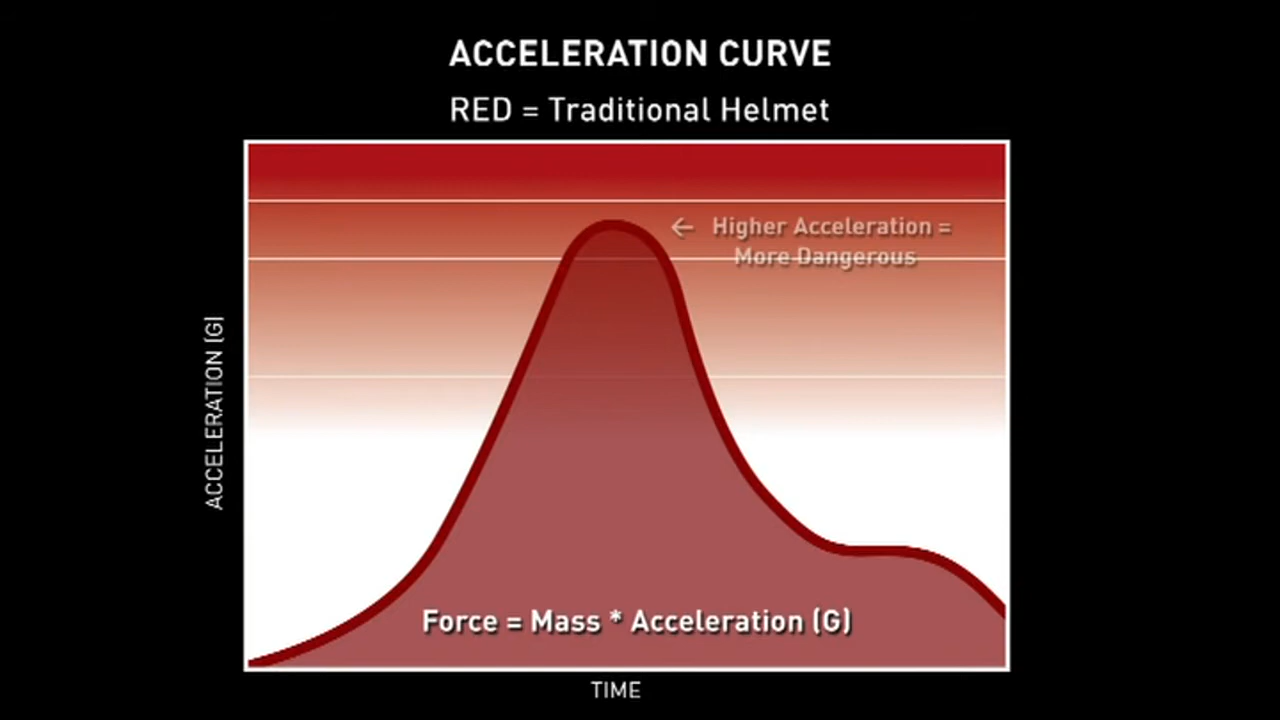 ACCELERATION CURVE
RED = Traditional Helmet
← Higher Acceleration =
More Dangerous
ACCELERATION (G)
Force = Mass * Acceleration (G)
TIME